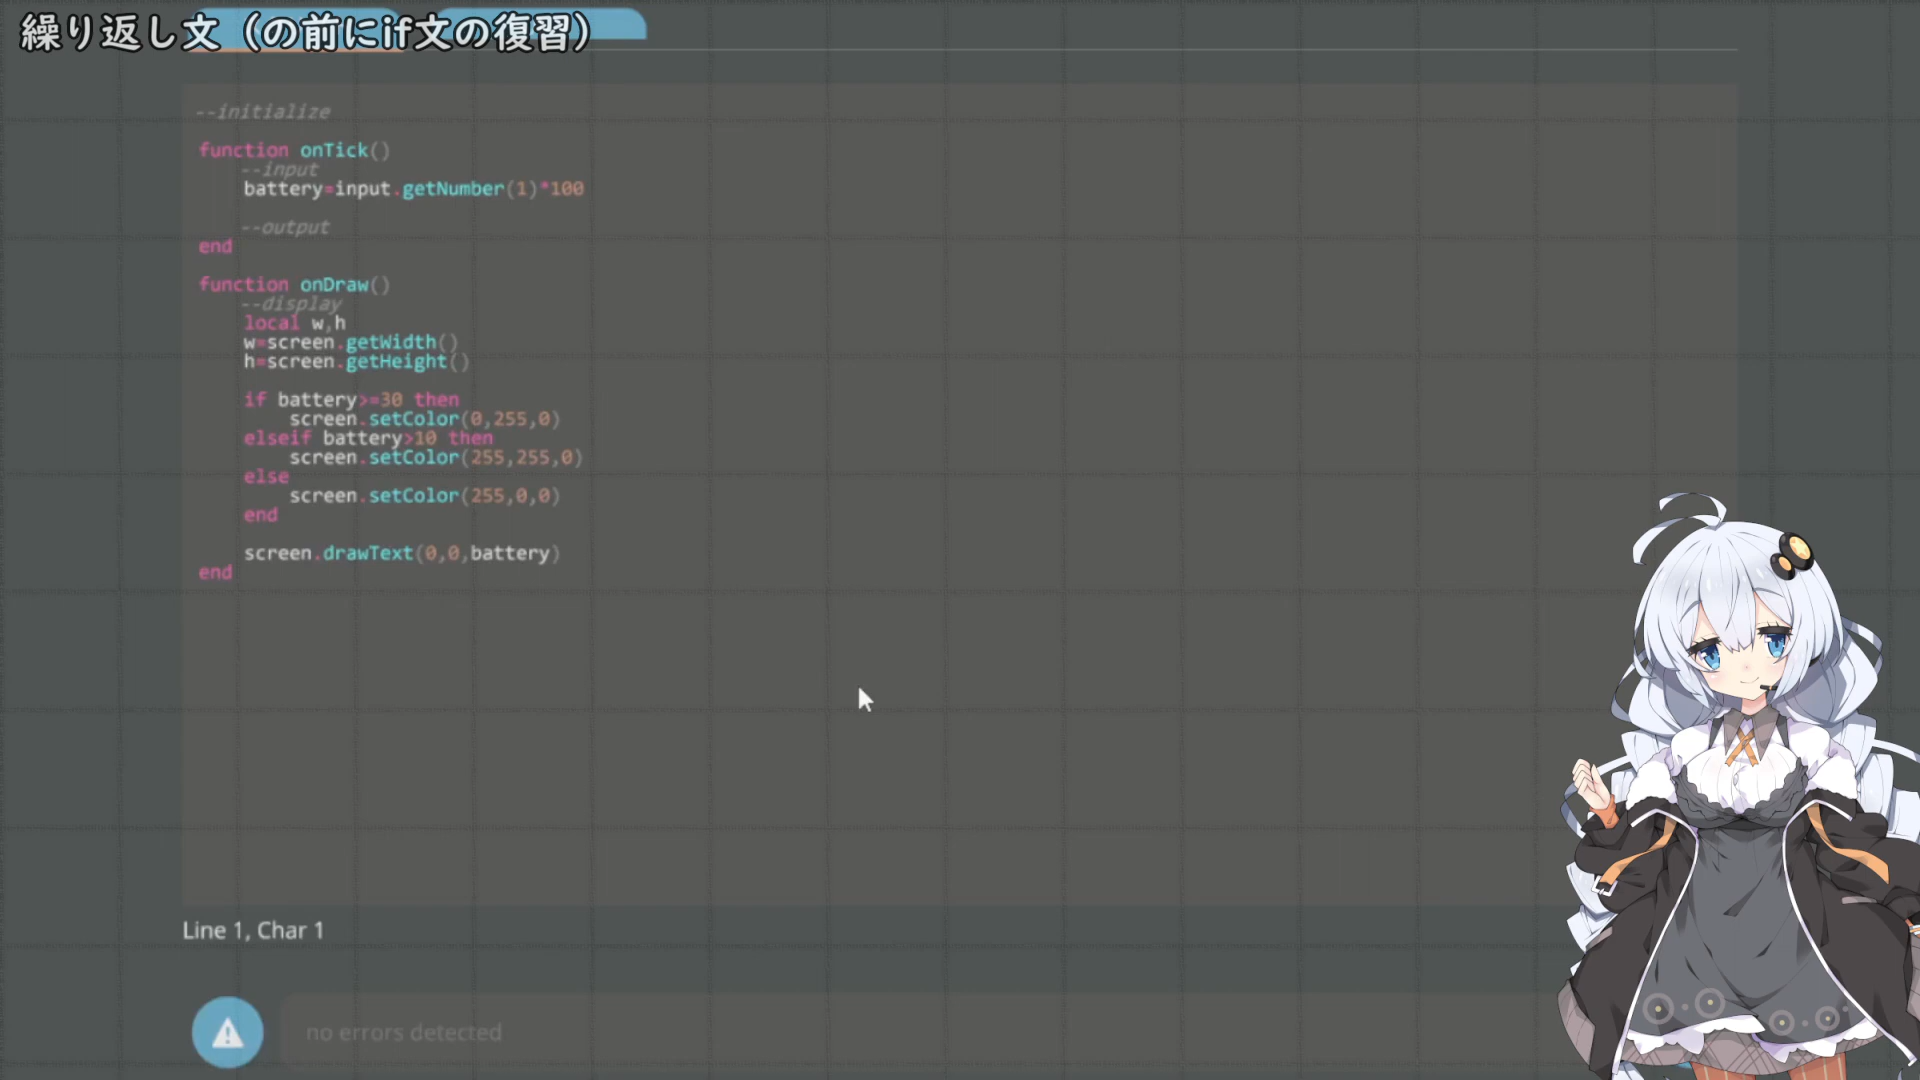 繰り返し文（の前にif文の復習）
--initialize
function onTick()
--input
battery=input.getNumber(1)*100
--output
end
function onDraw()
--display
local w,h
w=screen.getWidth()
h=screen.getHeight()
if battery>=30 then
screen.setColor(0,255,0)
elseif battery>10 then
screen.setColor(255,255,0)
else
screen.setColor(255,0,0)
end
screen.drawText(0,0,battery)
end
Line 1, Char 1
no errors detected